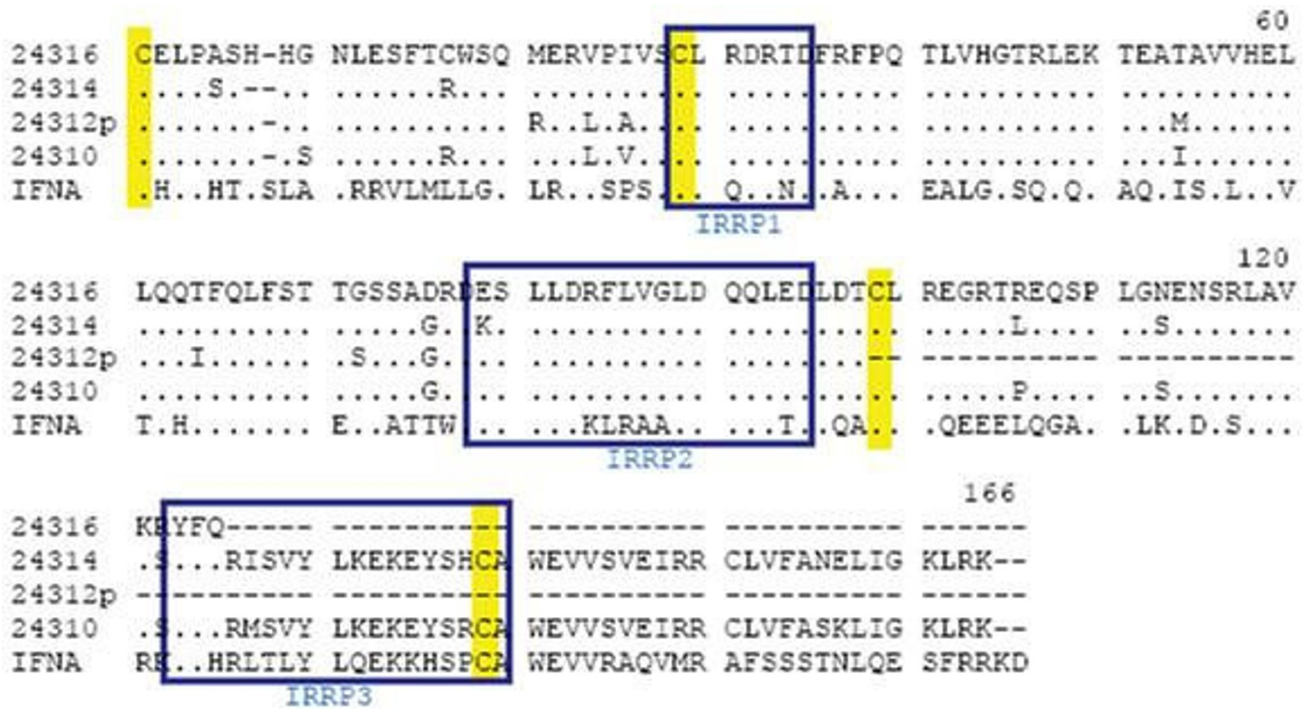 60
24316 CELPASH-HG NLESFTCWSQ MERVPIVSCL RDRTDFRFPQ TLVHGTRLEK TEATAVVHEL
24314 ....S.--.. ......R... .......... .......... .......... ..........
24312p .......-.. .......... R..L.A.... .......... .......... ...M......
24310 .......-.S ......R... ...L.V.... .......... .......... ...I......
IFNA .H..HT.SLA .RRVLMLLG. LR..SPS... Q..N..A... EALG.SQ.Q. AQ.IS.L..V
IRRP1
120
24316 LQQTFQLFST TGSSADRDES LLDRFLVGLD QQLEDLDTCL REGRTREQSP LGNENSRLAV
24314 .......... .....G..K. .......... .......... .....L.... ..S.......
24312p ...I...... .S...G.... .......... ........-- ---------- ----------
24310 .......... .....G.... .......... .......... .....P.... ..S.......
IFNA T.H....... E..ATTW... ...KLRAA.. ...T..QA.. .QEEELQGA. .LK.D.S...
IRRP2
166
24316 KRYFQ----- ---------- ---------- ---------- ------
24314 .S...RISVY LKEKEYSHCA WEVVSVEIRR CLVFANELIG KLRK--
24312p ---------- ---------- ---------- ---------- ------
24310 .S...RMSVY LKEKEYSRCA WEVVSVEIRR CLVFASKLIG KLRK--
IFNA RK..HRLTLY LQEKKHSPCA WEVVRAQVMR AFSSSTNLQE SFRRKD
IRRP3